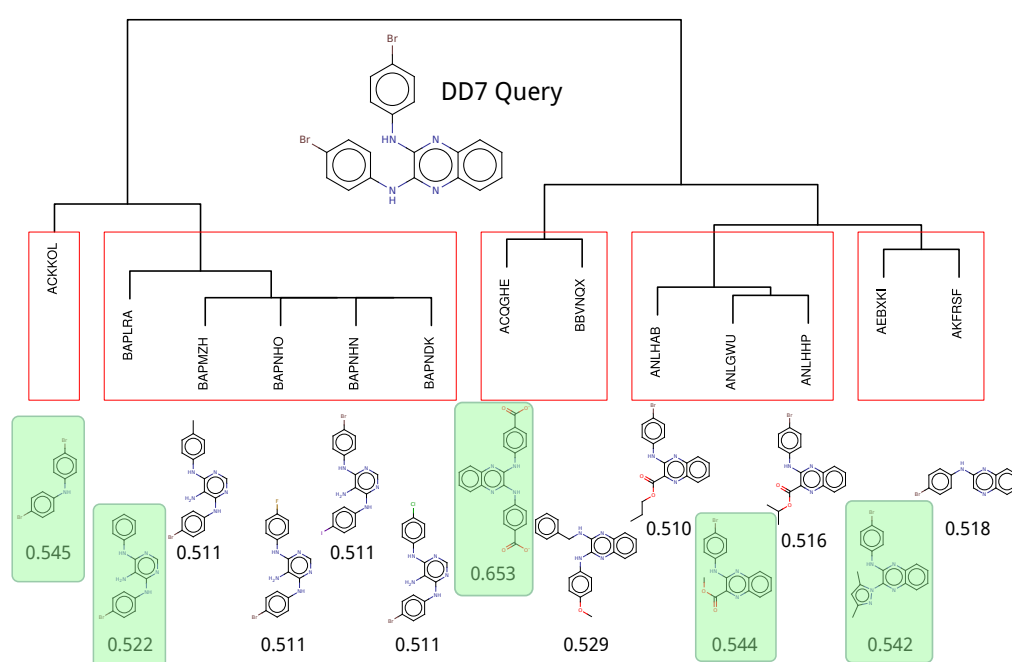 DD7 Query
Br
Br
HN
N
N
N
H
ACKKOL
BAPLRA
BAPMZH
BAPNHO
BAPNHN
BAPNDK
ACQGHE
BBVNQX
ANLHAB
ANLGWU
ANLHHP
AEBXKI
AKFRSF
0.545
0.522
0.511
0.511
0.511
0.511
0.653
0.529
0.510
0.544
0.516
0.542
0.518